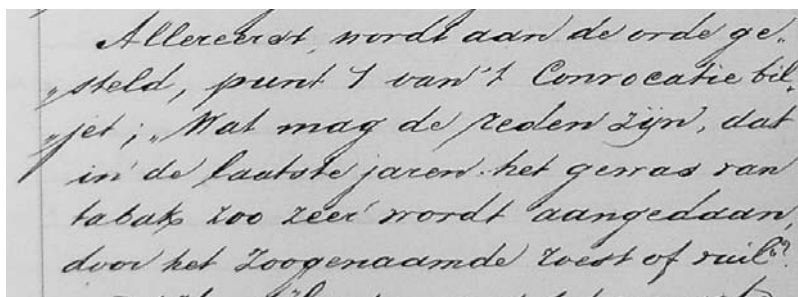 Allereerst, wordt aan de orde ge„
„steld, punt 1 van 't Convocatie bil„
„jet; „Wat mag de reden zijn, dat
in de laatste jaren het gewas van
tabak zoo zeer wordt aangedaan,
door het zoogenaamde roest of vuil"?